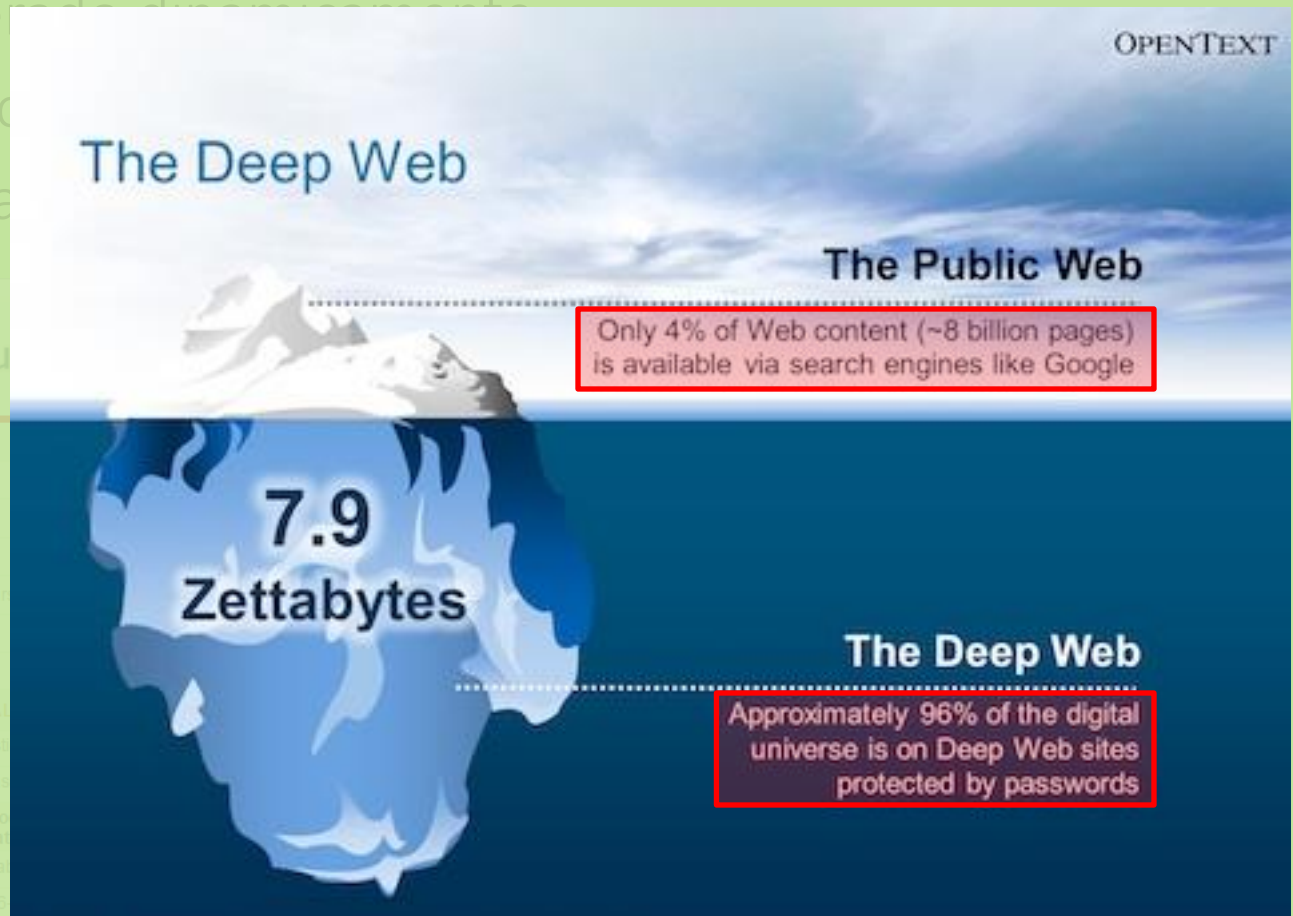 OPENTEXT
The Deep Web
The Public Web
Only 4% of Web content (~8 billion pages)
is available via search engines like Google
7.9
Zettabytes
The Deep Web
Approximately 96% of the digital
universe is on Deep Web sites
protected by passwords